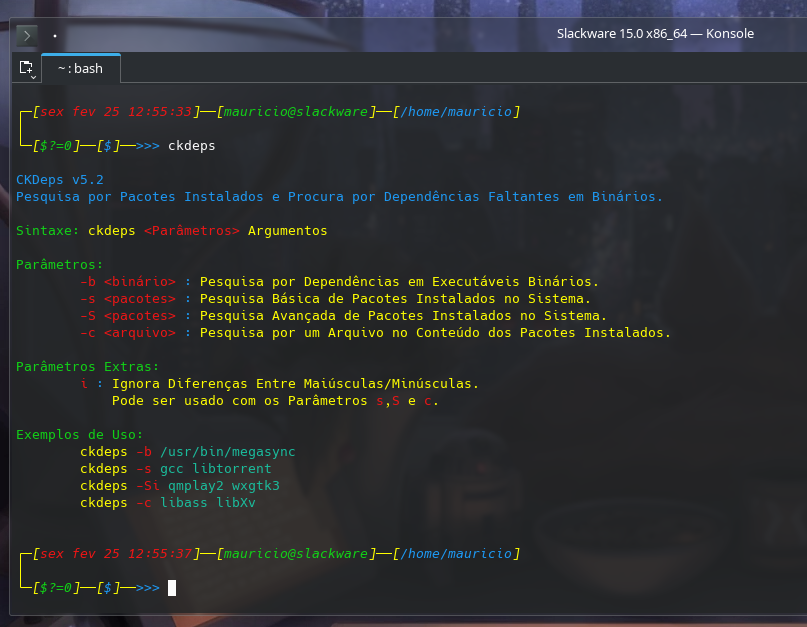 Slackware 15.0 x86_64 — Konsole
~ : bash
┌─[sex fev 25 12:55:33]──[mauricio@slackware]──[/home/mauricio]
└─[$?=0]──[$]──>>> ckdeps
CKDeps v5.2
Pesquisa por Pacotes Instalados e Procura por Dependências Faltantes em Binários.
Sintaxe: ckdeps <Parâmetros> Argumentos
Parâmetros:
-b <binário> : Pesquisa por Dependências em Executáveis Binários.
-s <pacotes> : Pesquisa Básica de Pacotes Instalados no Sistema.
-S <pacotes> : Pesquisa Avançada de Pacotes Instalados no Sistema.
-c <arquivo> : Pesquisa por um Arquivo no Conteúdo dos Pacotes Instalados.
Parâmetros Extras:
i : Ignora Diferenças Entre Maiúsculas/Minúsculas.
Pode ser usado com os Parâmetros s,S e c.
Exemplos de Uso:
ckdeps -b /usr/bin/megasync
ckdeps -s gcc libtorrent
ckdeps -Si qmplay2 wxgtk3
ckdeps -c libass libXv
┌─[sex fev 25 12:55:37]──[mauricio@slackware]──[/home/mauricio]
└─[$?=0]──[$]──>>>